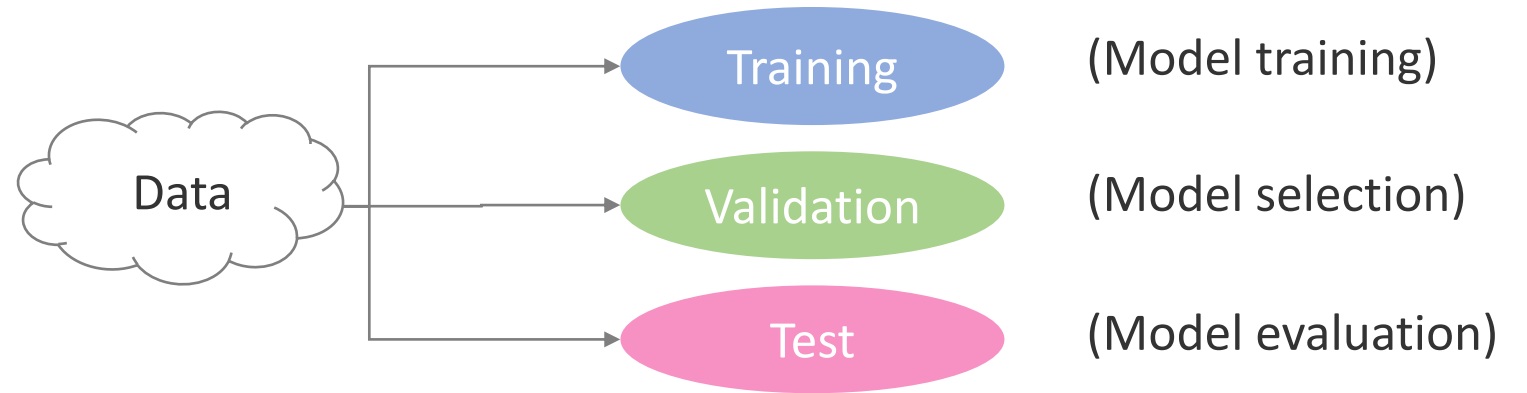 Data
Training
(Model training)
Validation
(Model selection)
Test
(Model evaluation)